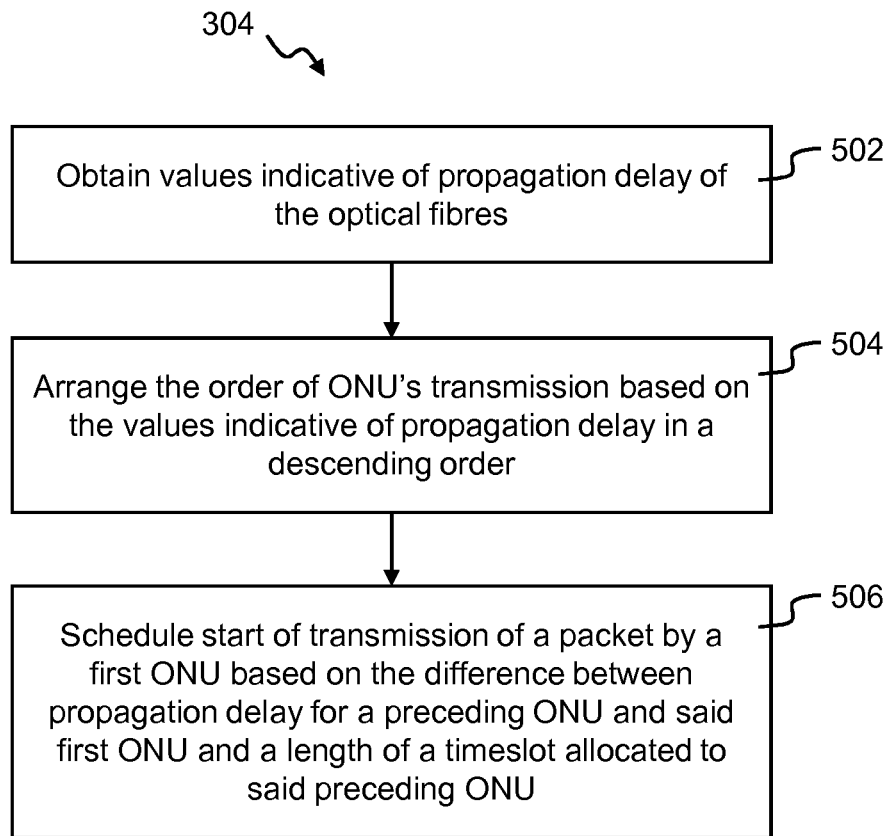 304
502
Obtain values indicative of propagation delay of
the optical fibres
504
Arrange the order of ONU's transmission based on
the values indicative of propagation delay in a
descending order
506
Schedule start of transmission of a packet by a
first ONU based on the difference between
propagation delay for a preceding ONU and said
first ONU and a length of a timeslot allocated to
said preceding ONU